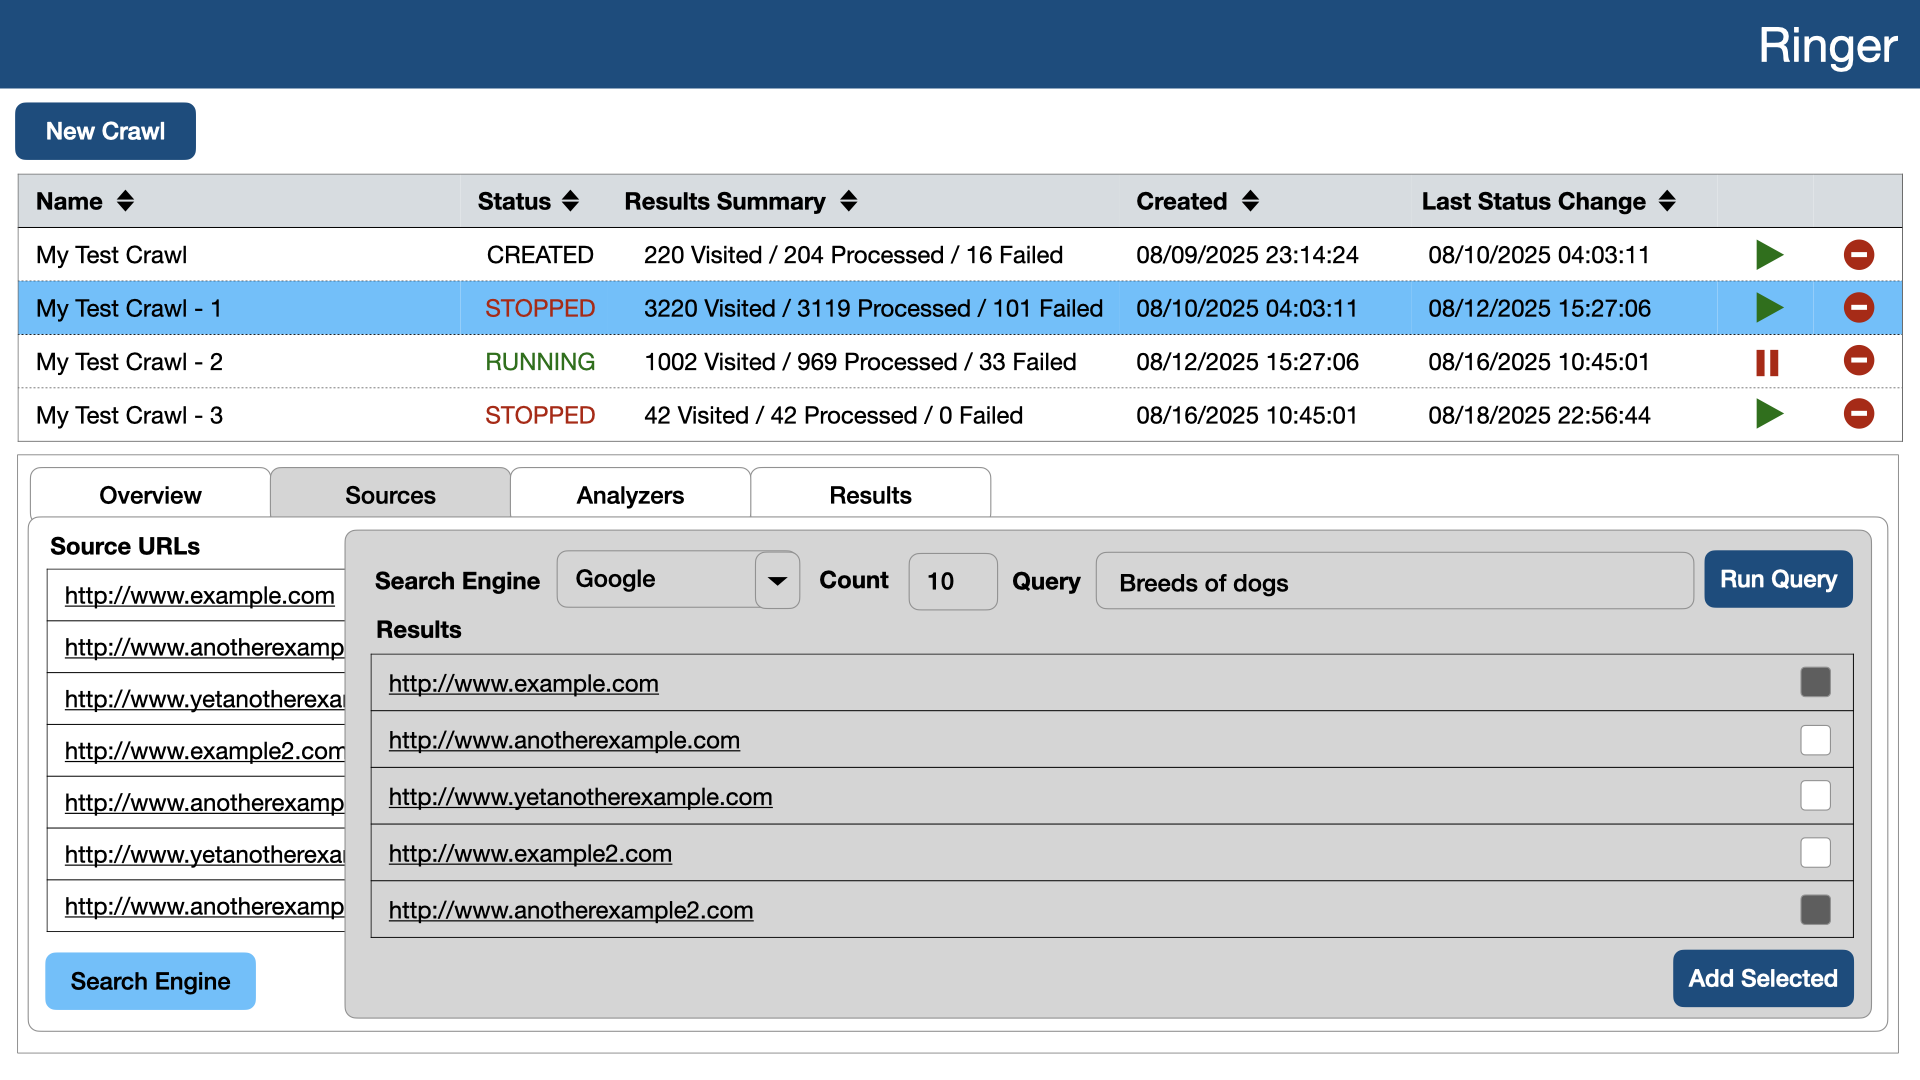 Ringer
New Crawl
Name Status Results Summary Created Last Status Change
My Test Crawl CREATED 220 Visited / 204 Processed / 16 Failed 08/09/2025 23:14:24 08/10/2025 04:03:11
My Test Crawl - 1 STOPPED 3220 Visited / 3119 Processed / 101 Failed 08/10/2025 04:03:11 08/12/2025 15:27:06
My Test Crawl - 2 RUNNING 1002 Visited / 969 Processed / 33 Failed 08/12/2025 15:27:06 08/16/2025 10:45:01
My Test Crawl - 3 STOPPED 42 Visited / 42 Processed / 0 Failed 08/16/2025 10:45:01 08/18/2025 22:56:44
Overview Sources Analyzers Results
Source URLs
http://www.example.com
http://www.anotherexamp
http://www.yetanotherexa
http://www.example2.com
http://www.anotherexamp
http://www.yetanotherexa
http://www.anotherexamp
Search Engine
Search Engine Google Count 10 Query Breeds of dogs Run Query
Results
http://www.example.com
http://www.anotherexample.com
http://www.yetanotherexample.com
http://www.example2.com
http://www.anotherexample2.com
Add Selected